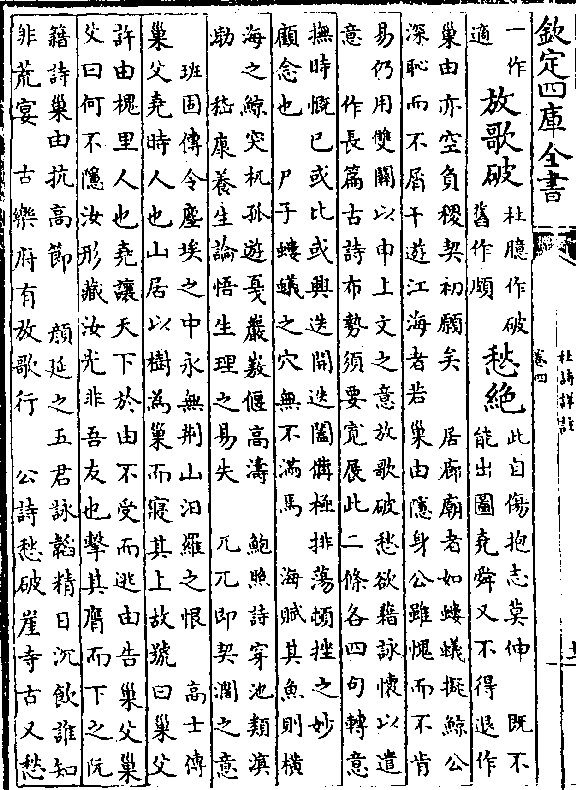 欽定四庫全書
杜詩詳註
卷四
一作
適
放歌破
杜臆作破
舊作頗
愁絶
此自傷抱志莫伸 既不
能出圖堯舜又不得退作
巢由亦空負稷契初願矣 居廊廟者如螻蟻擬鯨公
深恥而不屑干遊江海者若 巢由隱身公雖愧而不肯
易仍用雙關以申上文之意放歌破愁欲藉詠懷以遣
意 作長篇古詩布勢須要寬展此二條各四句轉意
撫時慨已或比或興迭開迭闔備極排蕩頓挫之妙
顧念也 尸子螻蟻之穴無不滿焉 海賦其魚則横
海之鯨突杌孤遊戛巖㟼偃高濤 鮑照詩穿池類溟
勃 嵇康養生論悟生理之易失 兀兀即契濶之意
班固傳令塵埃之中永無荆山汨羅之恨 高士傳
巢父堯時人也山居以樹為巢而寢其上故號曰巢父
許由槐里人也堯讓天下於由不受而逃由告巢父巢
父曰何不隱汝形藏汝光非吾友也擊其膺而下之阮
籍詩巢由抗高節 顔延之五君詠韜精日沉飲誰知
非荒宴 古樂府有放歌行 公詩愁破崖寺古又愁